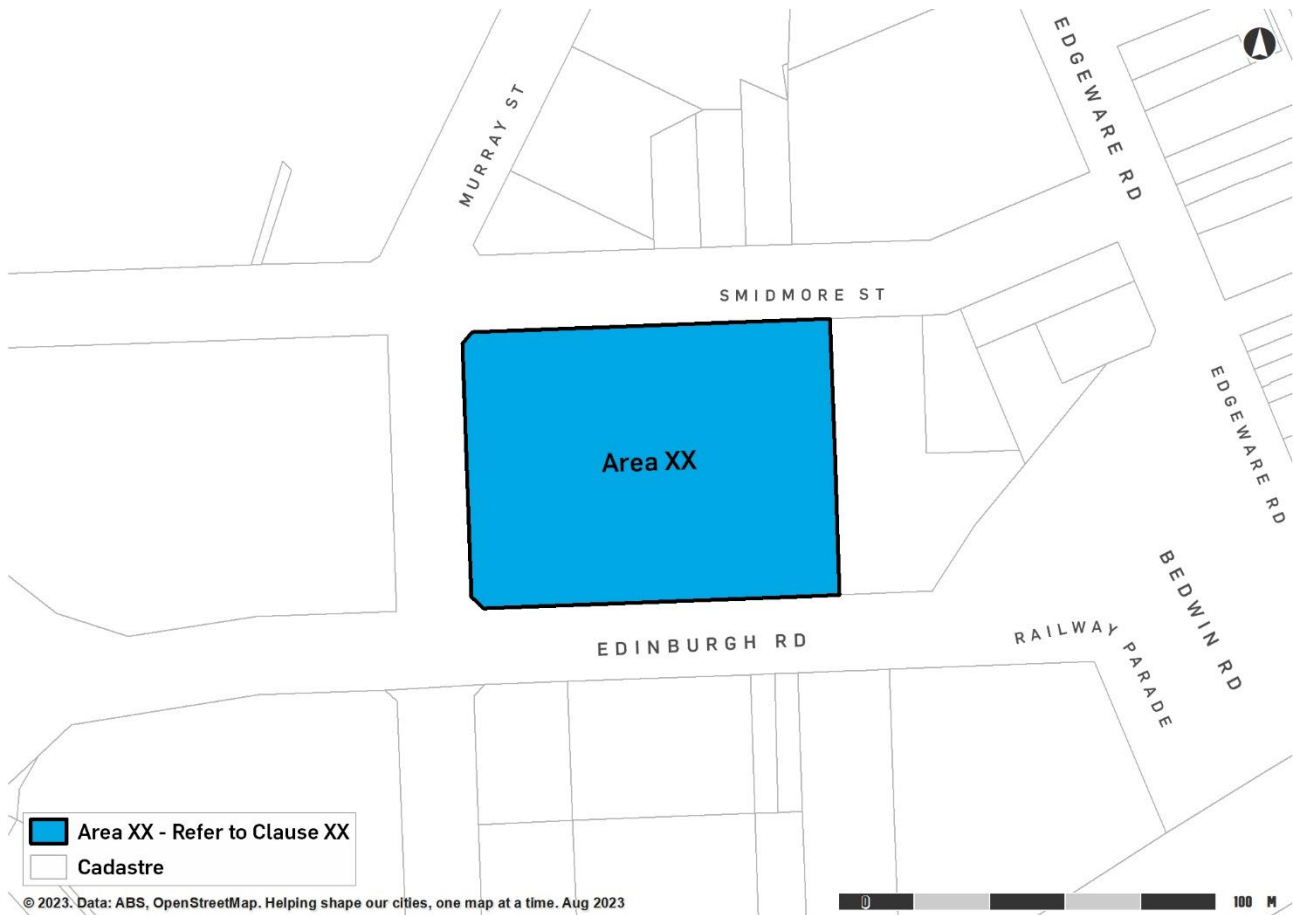 EDGEWARE RD
MURRAY ST
SMIDMORE ST
EDGEWARE RD
Area XX
BEDWIN RD
EDINBURGH RD
RAILWAY PARADE
Area XX - Refer to Clause XX
Cadastre
© 2023. Data: ABS, OpenStreetMap. Helping shape our cities, one map at a time. Aug 2023
0 100 M